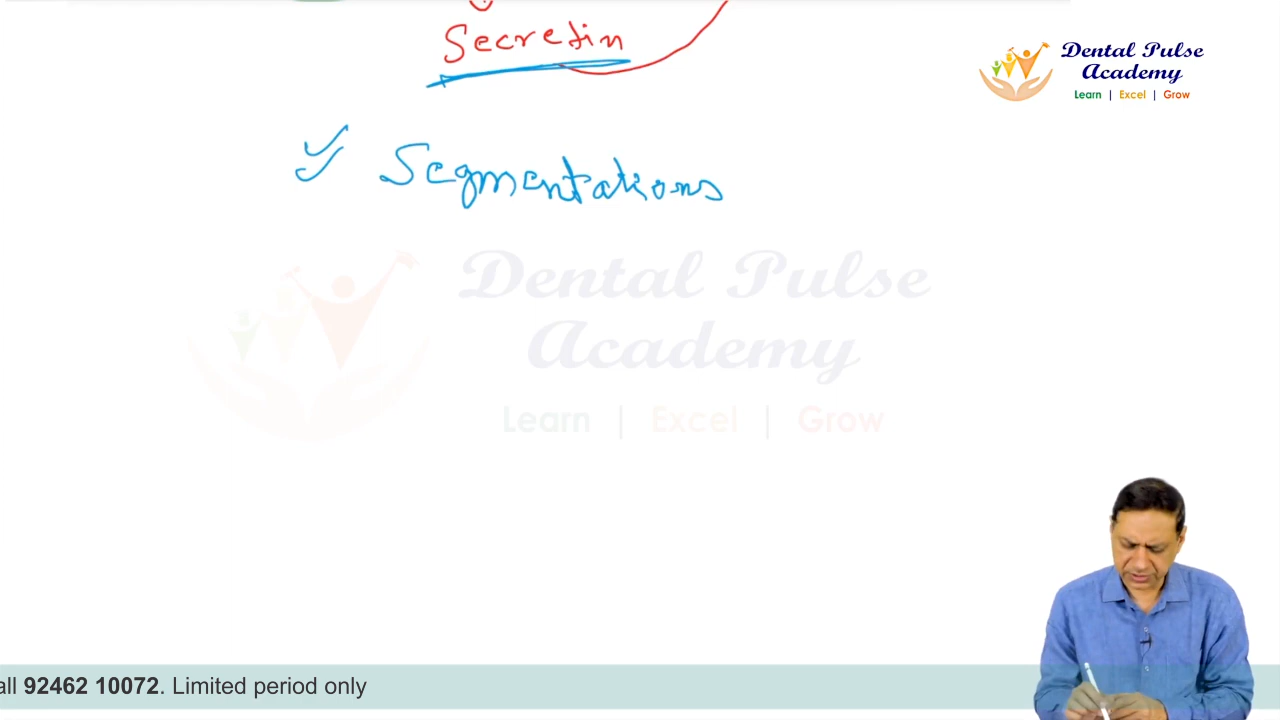 Secretin
Dental Pulse
Academy
Learn | Excel | Grow
Segmentations
Dental Pulse
Academy
Learn | Excel | Grow
all 92462 10072. Limited period only